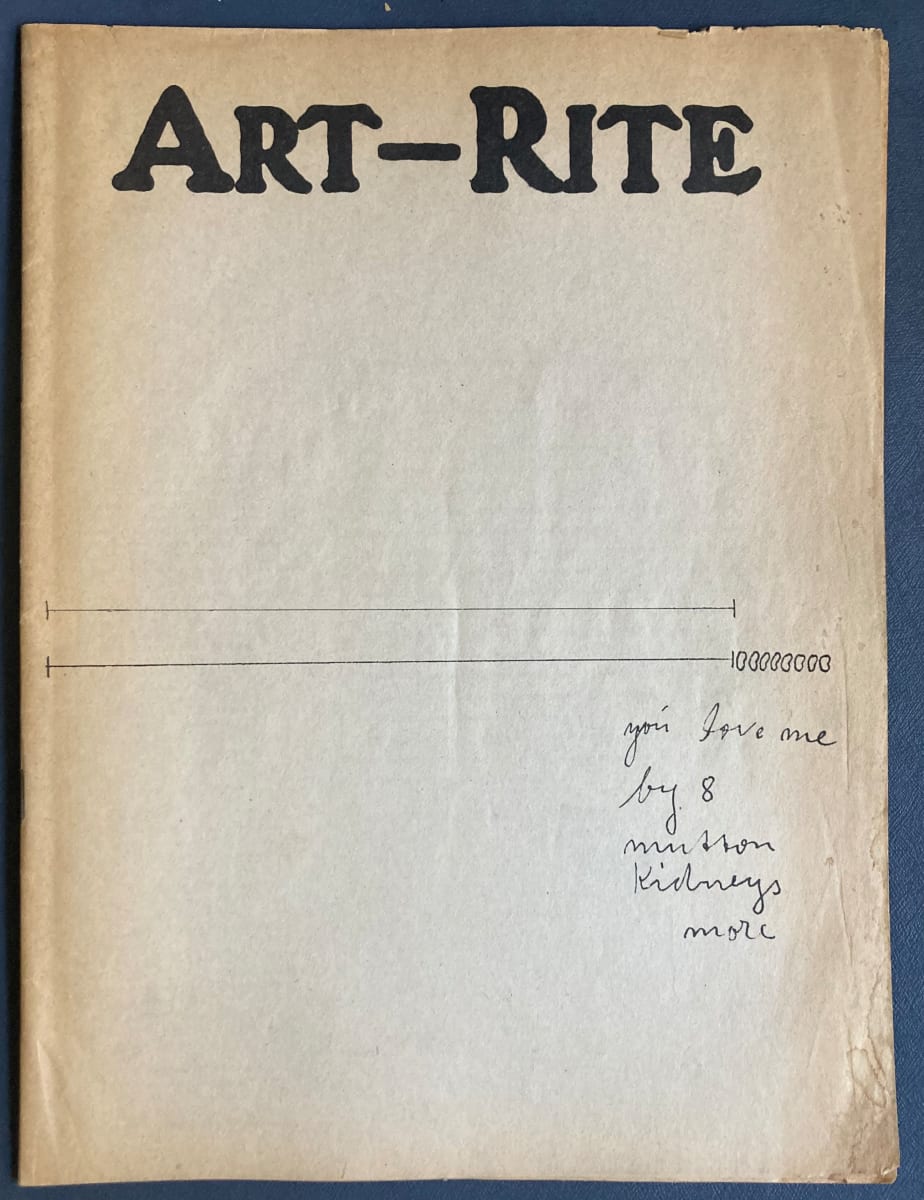 ART-RITE
you love me
by 8
mutton
Kidneys
more